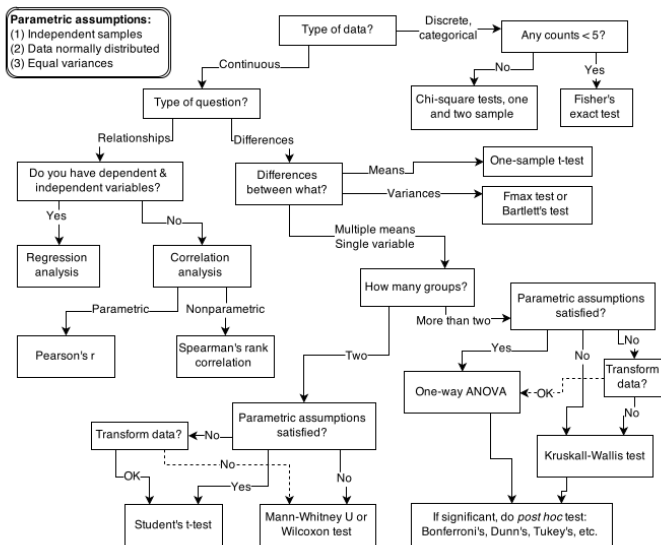 Parametric assumptions:
(1) Independent samples
(2) Data normally distributed
(3) Equal variances
Type of data?
Discrete,
categorical
Any counts < 5?
Continuous
No
Yes
Type of question?
Chi-square tests, one
and two sample
Fisher's
exact test
Relationships
Differences
Do you have dependent &
independent variables?
Differences
between what?
Means
One-sample t-test
Variances
Fmax test or
Bartlett's test
Yes
No
Multiple means
Single variable
Regression
analysis
Correlation
analysis
How many groups?
Parametric assumptions
satisfied?
Parametric
Nonparametric
More than two
Pearson's r
Spearman's rank
correlation
Two
Yes
No
No
Transform
data?
One-way ANOVA
OK
No
Kruskall-Wallis test
Transform data?
No
Parametric assumptions
satisfied?
OK
No
Yes
No
Student's t-test
Mann-Whitney U or
Wilcoxon test
If significant, do post hoc test:
Bonferroni's, Dunn's, Tukey's, etc.